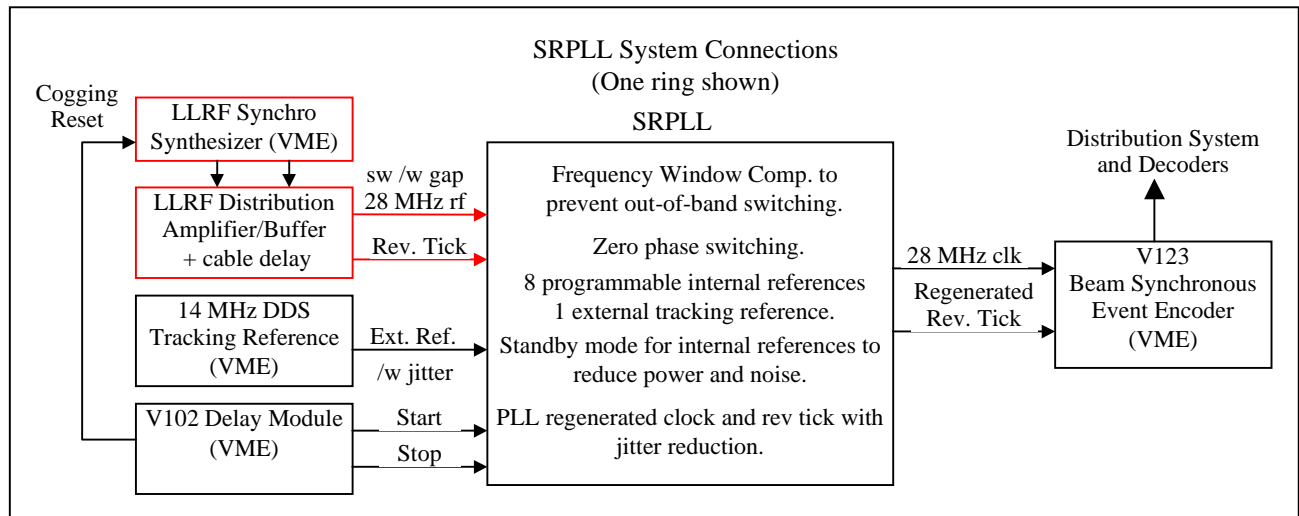 SRPLL System Connections
(One ring shown)
Cogging
Reset
LLRF Synchro
Synthesizer (VME)
LLRF Distribution
Amplifier/Buffer
+ cable delay
14 MHz DDS
Tracking Reference
(VME)
V102 Delay Module
(VME)
sw /w gap
28 MHz rf
Rev. Tick
Ext. Ref.
/w jitter
Start
Stop
SRPLL
Frequency Window Comp. to
prevent out-of-band switching.
Zero phase switching.
8 programmable internal references
1 external tracking reference.
Standby mode for internal references to
reduce power and noise.
PLL regenerated clock and rev tick with
jitter reduction.
28 MHz clk
Regenerated
Rev. Tick
Distribution System
and Decoders
V123
Beam Synchronous
Event Encoder
(VME)